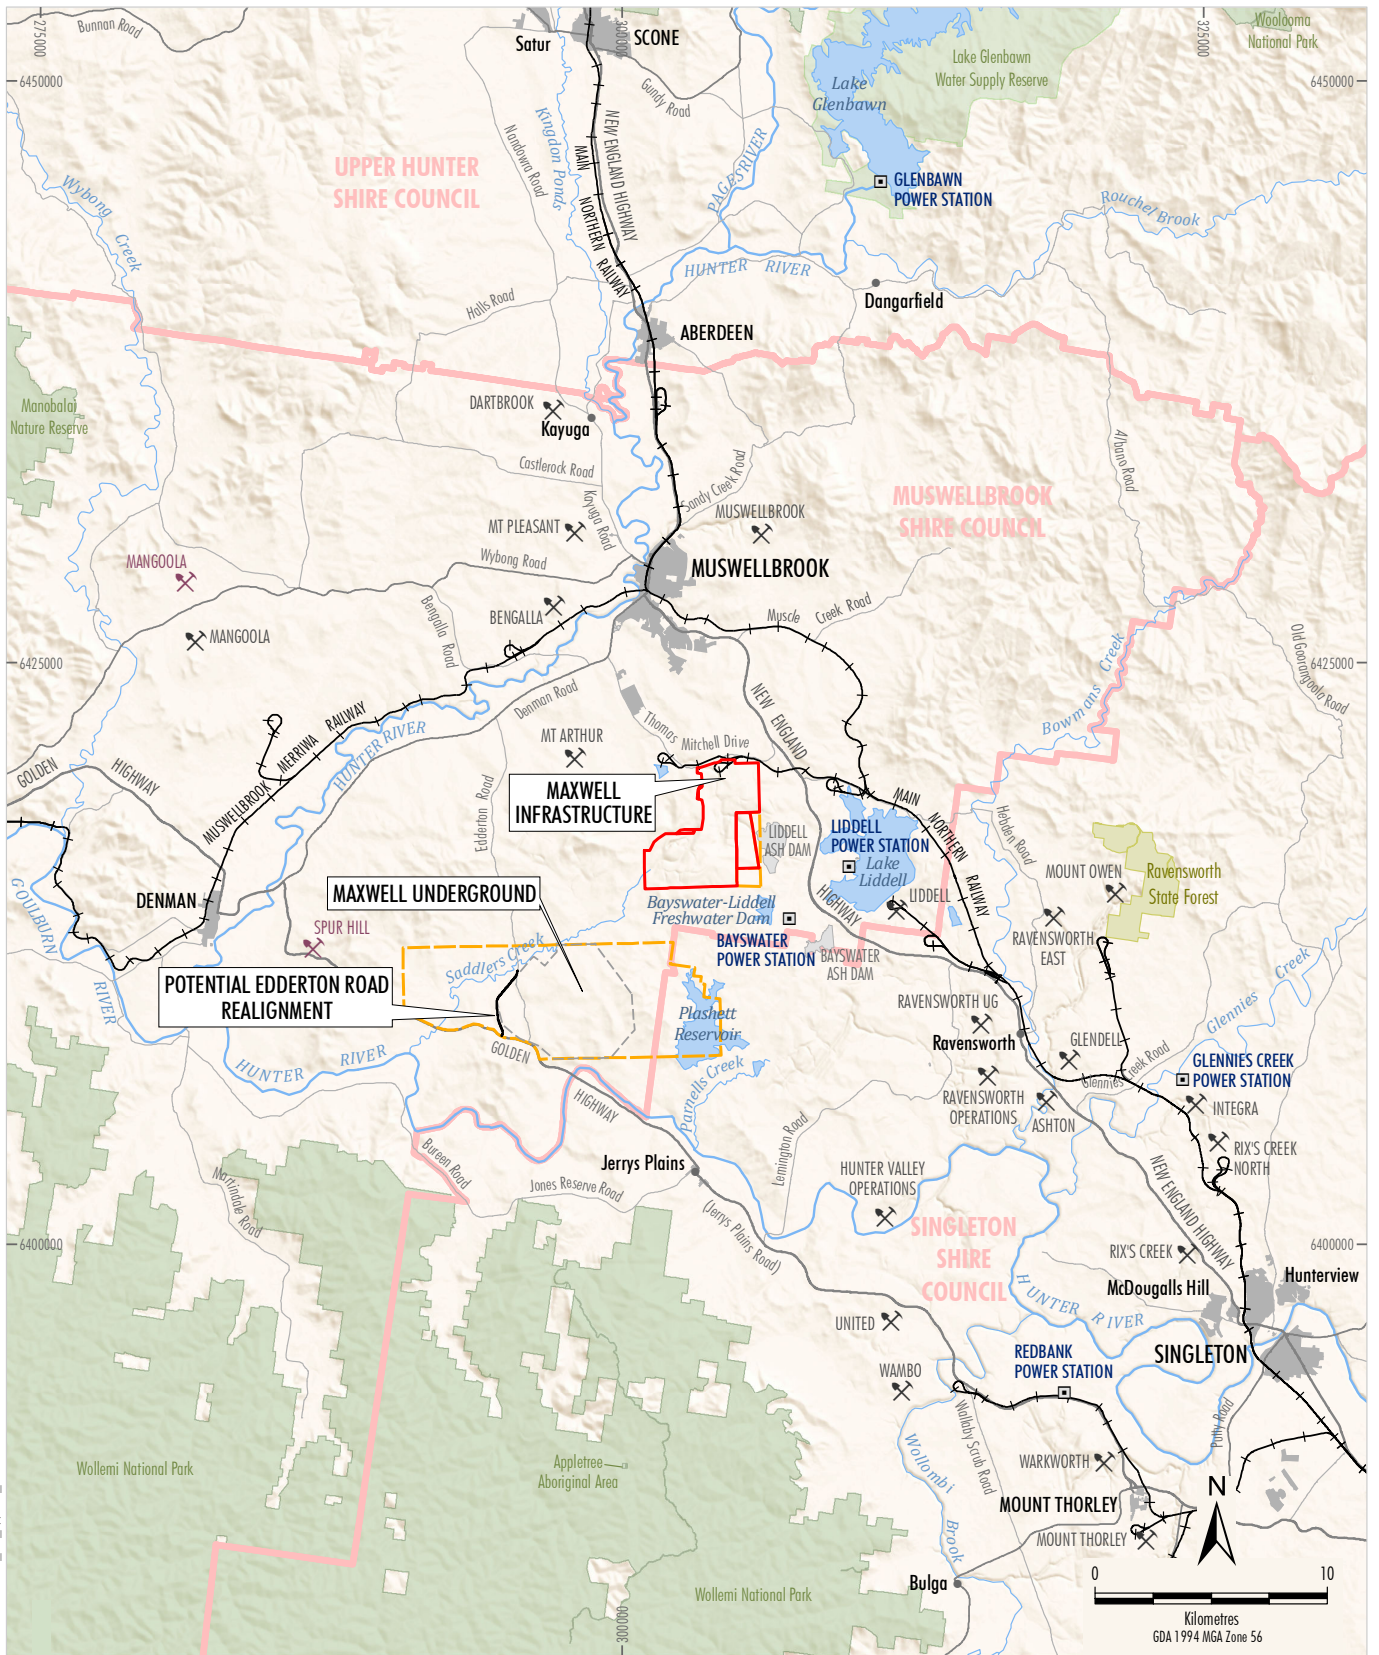 275000
Bunnan Road
Satur
SCONE
300000
325000
Woolooma
National Park
6450000
6450000
Lake Glenbawn
Water Supply Reserve
Lake
Glenbawn
Gundy Road
Kingdon Ponds
Nandowra Road
NEW ENGLAND HIGHWAY
MAIN
NORTHERN
RAILWAY
UPPER HUNTER
SHIRE COUNCIL
PAGES RIVER
GLENBAWN
POWER STATION
Wybong
Creek
Rouchel Brook
HUNTER RIVER
Dangarfield
Halls Road
ABERDEEN
Manobalai
Nature Reserve
DARTBROOK
Kayuga
Castlerock Road
Kayuga Road
Sandy Creek Road
Albano Road
MUSWELLBROOK
SHIRE COUNCIL
MT PLEASANT
MUSWELLBROOK
Wybong Road
MANGOOLA
MUSWELLBROOK
BENGALLA
Bengalla Road
Muscle
Creek Road
MANGOOLA
Bowmans Creek
Old Goorangoola Road
6425000
6425000
Denman Road
NEW ENGLAND
Thomas
Mitchell Drive
MUSWELLBROOK MERRIWA RAILWAY
HUNTER RIVER
MT ARTHUR
GOLDEN
HIGHWAY
Edderton Road
MAXWELL
INFRASTRUCTURE
MAIN
NORTHERN
RAILWAY
Hebden Road
LIDDELL
ASH DAM
LIDDELL
POWER STATION
Lake
Liddell
MOUNT OWEN
Ravensworth
State Forest
DENMAN
MAXWELL UNDERGROUND
HIGHWAY
LIDDELL
Bayswater-Liddell
Freshwater Dam
GOULBURN
RIVER
SPUR HILL
BAYSWATER
POWER STATION
BAYSWATER
ASH DAM
RAVENSWORTH
EAST
Saddlers Creek
Glennies Creek
POTENTIAL EDDERTON ROAD
REALIGNMENT
Plashett
Reservoir
RAVENSWORTH UG
Ravensworth
GLENDELL
GOLDEN
HUNTER RIVER
Glennies Creek Road
GLENNIES CREEK
POWER STATION
Parnells Creek
HIGHWAY
RAVENSWORTH
OPERATIONS
ASHTON
INTEGRA
Bureen Road
Lemington Road
RIX'S CREEK
NORTH
Jerrys Plains
HUNTER VALLEY
OPERATIONS
NEW ENGLAND HIGHWAY
Martindale Road
Jones Reserve Road
(Jerrys Plains Road)
SINGLETON
SHIRE
COUNCIL
6400000
6400000
RIX'S CREEK
McDougalls Hill
Hunterview
HUNTER RIVER
UNITED
REDBANK
POWER STATION
SINGLETON
WAMBO
Wallaby Scrub Road
Putty Road
Wollombi
Brook
Wollemi National Park
Appletree
Aboriginal Area
WARKWORTH
N
MOUNT THORLEY
MOUNT THORLEY
Bulga
Wollemi National Park
300000
0
10
Kilometres
GDA 1994 MGA Zone 56